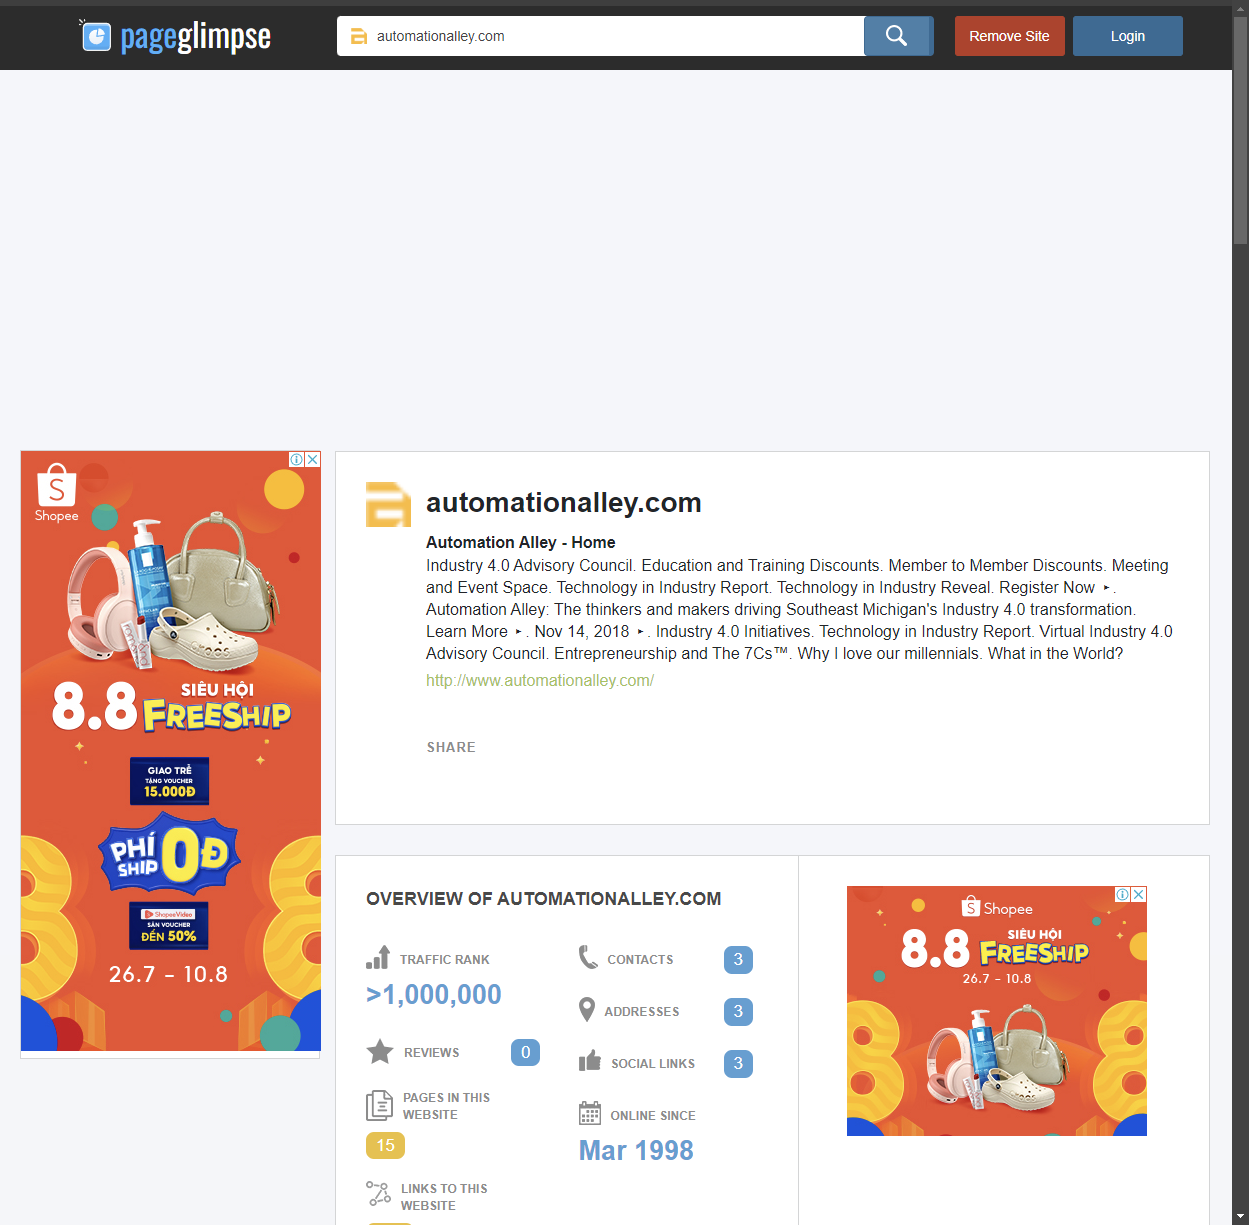 pageglimpse
automationalley.com
Remove Site
Login
Shopee
SIÊU HỘI
8.8 FREESHIP
GIAO TRỄ
TẶNG VOUCHER
15.000Đ
PHÍ SHIP 0Đ
ShopeeVideo
SĂN VOUCHER
ĐẾN 50%
26.7 - 10.8
automationalley.com
Automation Alley - Home
Industry 4.0 Advisory Council. Education and Training Discounts. Member to Member Discounts. Meeting
and Event Space. Technology in Industry Report. Technology in Industry Reveal. Register Now ‣ .
Automation Alley: The thinkers and makers driving Southeast Michigan's Industry 4.0 transformation.
Learn More ‣ . Nov 14, 2018 ‣ . Industry 4.0 Initiatives. Technology in Industry Report. Virtual Industry 4.0
Advisory Council. Entrepreneurship and The 7Cs™. Why I love our millennials. What in the World?
http://www.automationalley.com/
SHARE
OVERVIEW OF AUTOMATIONALLEY.COM
TRAFFIC RANK
>1,000,000
REVIEWS 0
PAGES IN THIS
WEBSITE
15
LINKS TO THIS
WEBSITE
CONTACTS 3
ADDRESSES 3
SOCIAL LINKS 3
ONLINE SINCE
Mar 1998
Shopee
SIÊU HỘI
8.8 FREESHIP
26.7 - 10.8